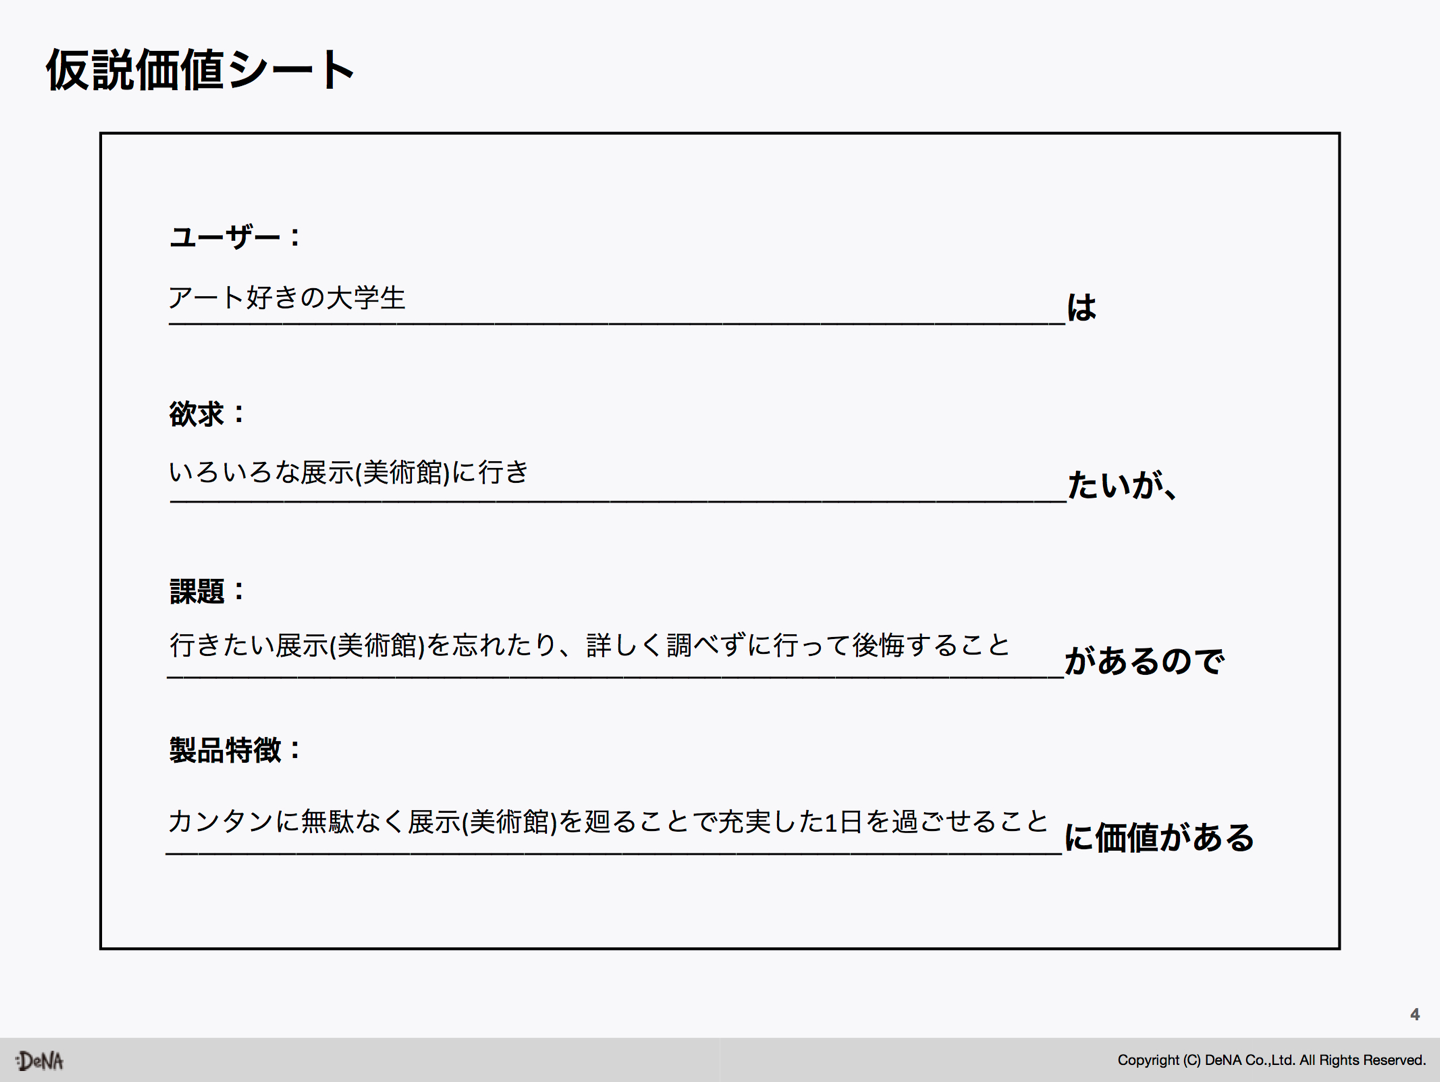 仮説価値シート
ユーザー：
アート好きの大学生
は
欲求：
いろいろな展示(美術館)に行き
たいが、
課題：
行きたい展示(美術館)を忘れたり、詳しく調べずに行って後悔すること
があるので
製品特徴：
カンタンに無駄なく展示(美術館)を廻ることで充実した1日を過ごせること
に価値がある
4
:DeNA
Copyright (C) DeNA Co.,Ltd. All Rights Reserved.